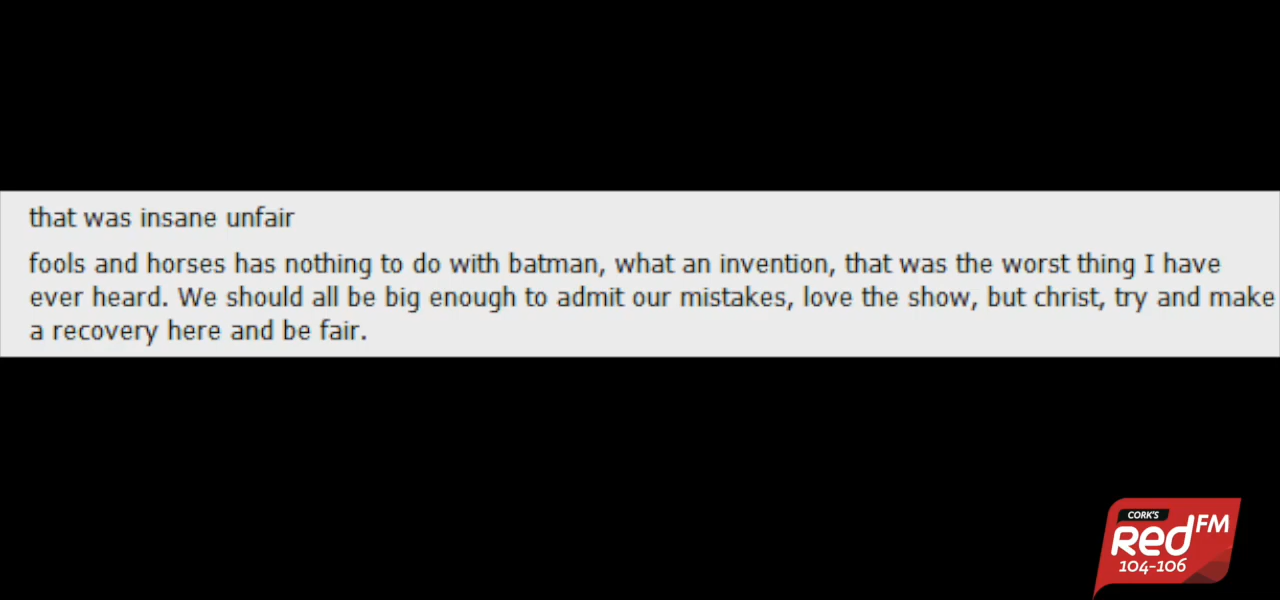 that was insane unfair
fools and horses has nothing to do with batman, what an invention, that was the worst thing I have
ever heard. We should all be big enough to admit our mistakes, love the show, but christ, try and make
a recovery here and be fair.
CORK'S
Red FM
104-106